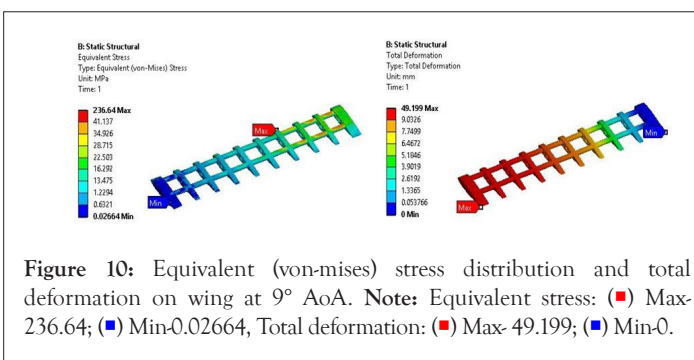 B: Static Structural
Equivalent Stress
Type: Equivalent (von-Mises) Stress
Unit: MPa
Time: 1
236.64 Max
41.137
34.926
28.715
22.503
16.292
13.475
1.2294
0.6321
0.02664 Min
Max
Min
B: Static Structural
Total Deformation
Type: Total Deformation
Unit: mm
Time: 1
49.199 Max
9.0326
7.7499
6.4672
5.1846
3.9019
2.6192
1.3365
0.053766
0 Min
Min
Max
Figure 10: Equivalent (von-mises) stress distribution and total
deformation on wing at 9° AoA. Note: Equivalent stress: (■) Max-
236.64; (■) Min-0.02664, Total deformation: (■) Max- 49.199; (■) Min-0.